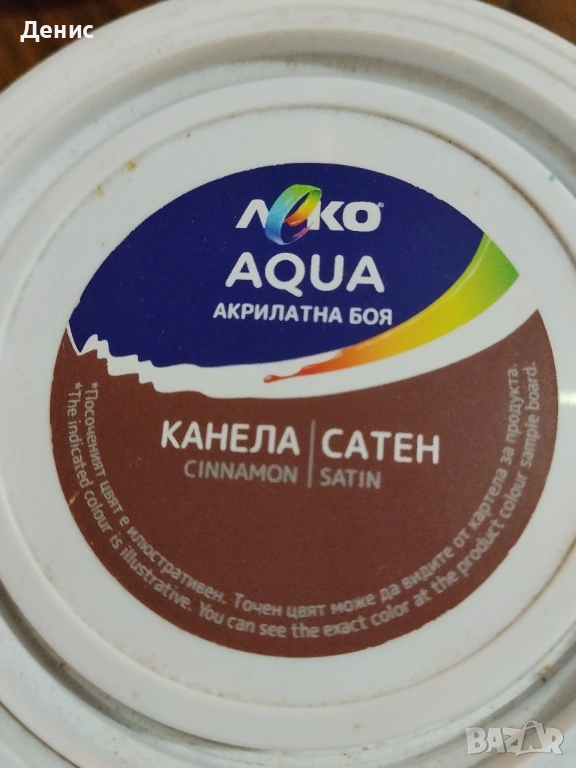 Денис
ЛеКО®
AQUA
АКРИЛАТНА БОЯ
КАНЕЛА | САТЕН
CINNAMON | SATIN
*Посоченият цвят е илюстративен. Точен цвят може да видите от картела за продукта.
*The indicated colour is illustrative. You can see the exact color at the product colour sample board.
BAZAR